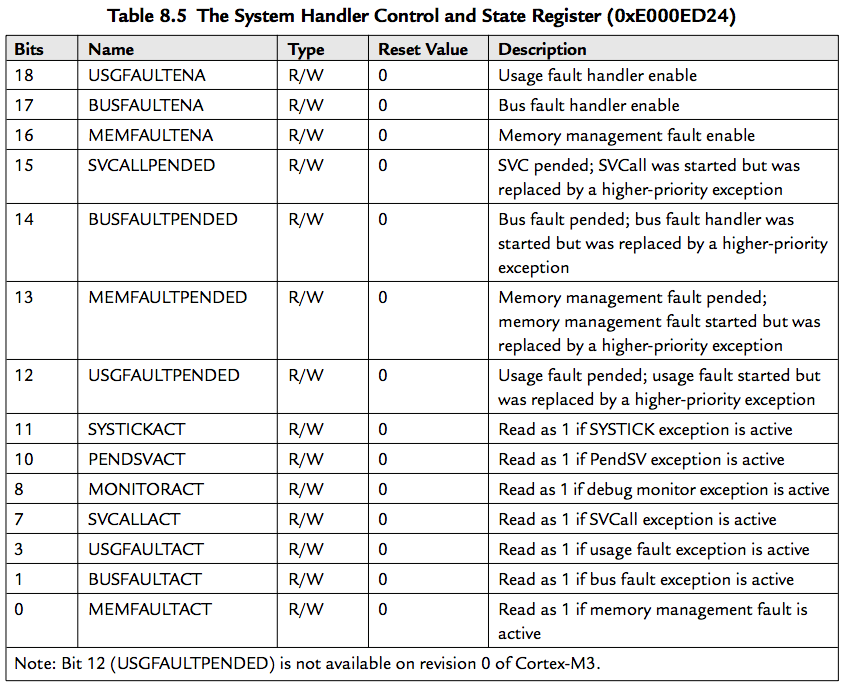 Table 8.5 The System Handler Control and State Register (0xE000ED24)
Bits Name Type Reset Value Description
18 USGFAULTENA R/W 0 Usage fault handler enable
17 BUSFAULTENA R/W 0 Bus fault handler enable
16 MEMFAULTENA R/W 0 Memory management fault enable
15 SVCALLPENDED R/W 0 SVC pended; SVCall was started but was
replaced by a higher-priority exception
14 BUSFAULTPENDED R/W 0 Bus fault pended; bus fault handler was
started but was replaced by a higher-priority
exception
13 MEMFAULTPENDED R/W 0 Memory management fault pended;
memory management fault started but was
replaced by a higher-priority exception
12 USGFAULTPENDED R/W 0 Usage fault pended; usage fault started but
was replaced by a higher-priority exception
11 SYSTICKACT R/W 0 Read as 1 if SYSTICK exception is active
10 PENDSVACT R/W 0 Read as 1 if PendSV exception is active
8 MONITORACT R/W 0 Read as 1 if debug monitor exception is active
7 SVCALLACT R/W 0 Read as 1 if SVCall exception is active
3 USGFAULTACT R/W 0 Read as 1 if usage fault exception is active
1 BUSFAULTACT R/W 0 Read as 1 if bus fault exception is active
0 MEMFAULTACT R/W 0 Read as 1 if memory management fault is
active
Note: Bit 12 (USGFAULTPENDED) is not available on revision 0 of Cortex-M3.